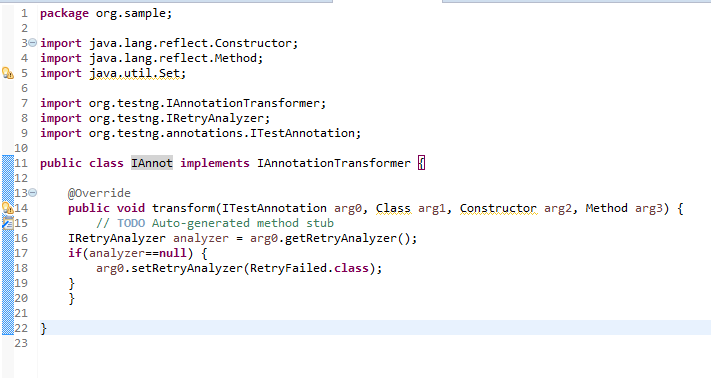 1 package org.sample;
2
3 import java.lang.reflect.Constructor;
4 import java.lang.reflect.Method;
5 import java.util.Set;
6
7 import org.testng.IAnnotationTransformer;
8 import org.testng.IRetryAnalyzer;
9 import org.testng.annotations.ITestAnnotation;
10
11 public class IAnnot implements IAnnotationTransformer {
12
13 @Override
14 public void transform(ITestAnnotation arg0, Class arg1, Constructor arg2, Method arg3) {
15 // TODO Auto-generated method stub
16 IRetryAnalyzer analyzer = arg0.getRetryAnalyzer();
17 if(analyzer==null) {
18 arg0.setRetryAnalyzer(RetryFailed.class);
19 }
20 }
21
22 }
23